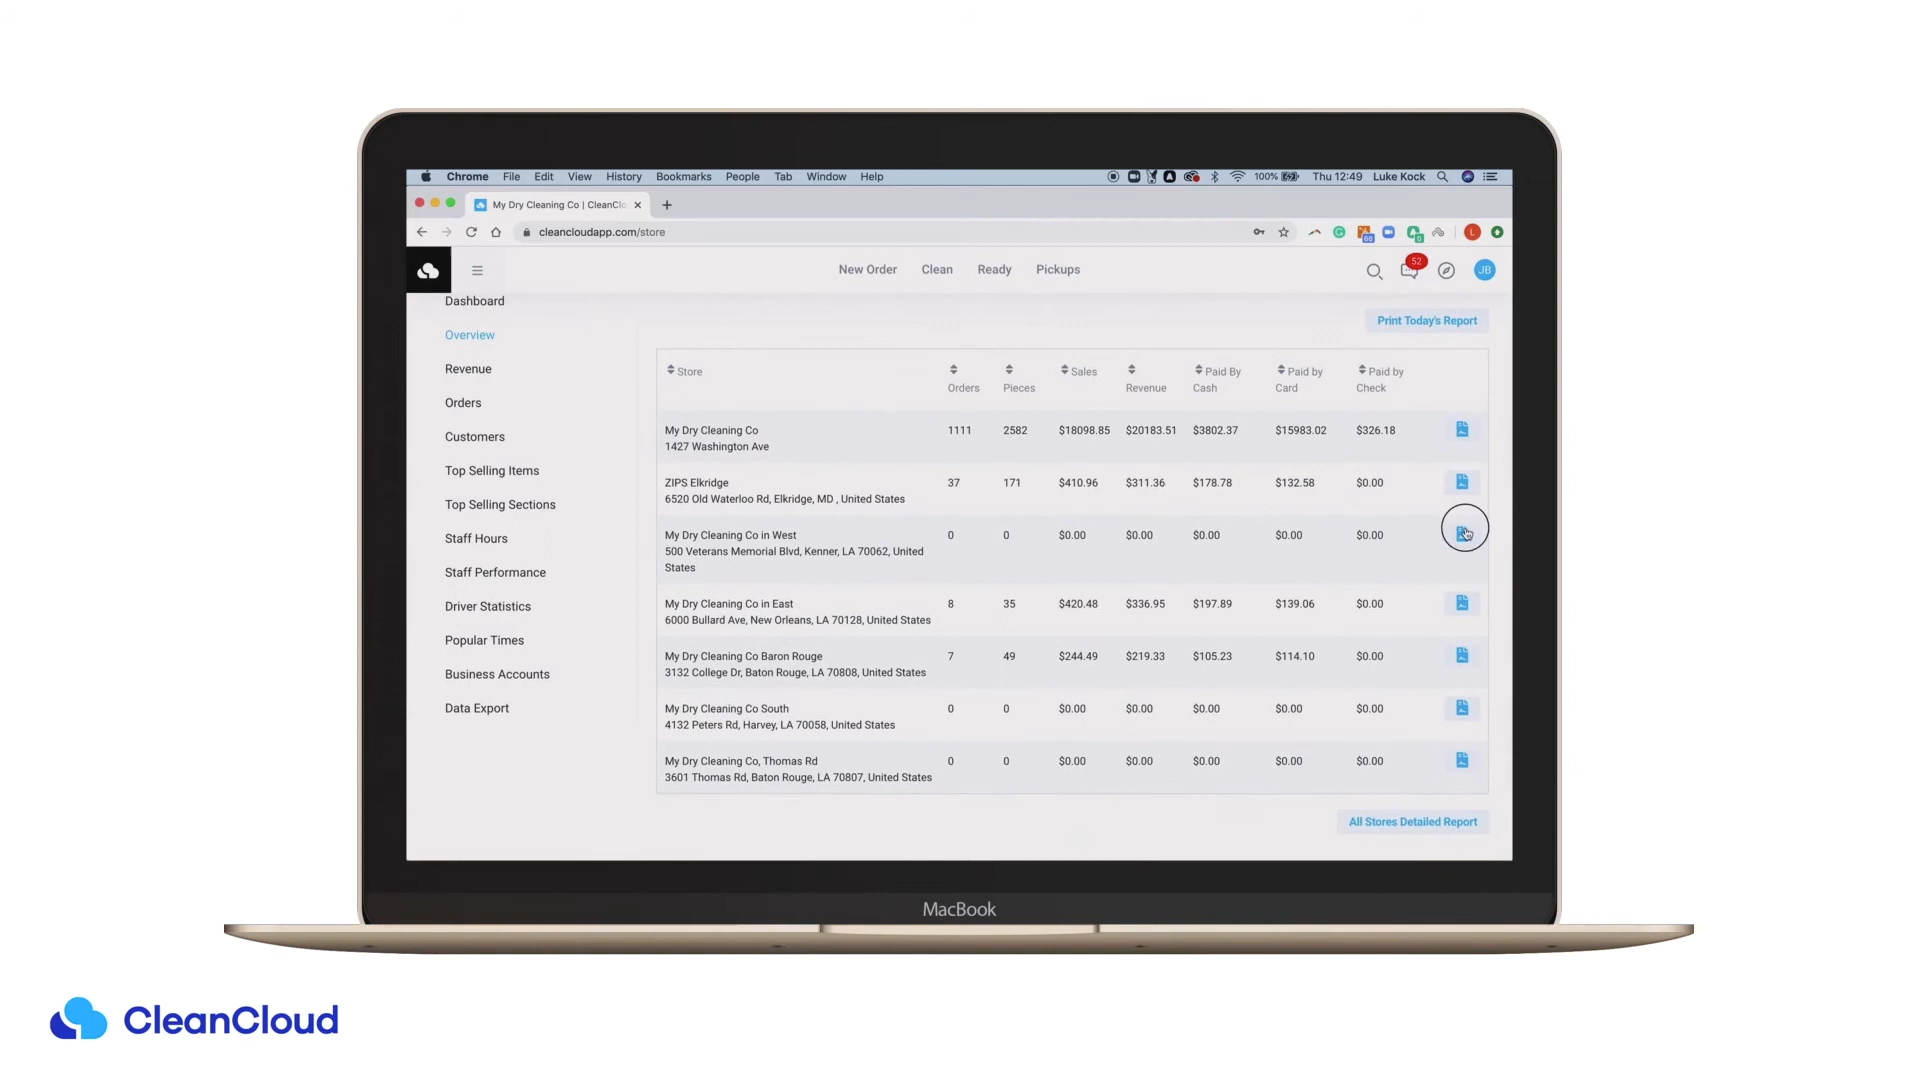 Chrome File Edit View History Bookmarks People Tab Window Help 100% Thu 12:49 Luke Kock
My Dry Cleaning Co | CleanClo
cleancloudapp.com/store
66
0
L
New Order Clean Ready Pickups
52
JB
Dashboard
Overview
Revenue
Orders
Customers
Top Selling Items
Top Selling Sections
Staff Hours
Staff Performance
Driver Statistics
Popular Times
Business Accounts
Data Export
Print Today's Report
Store Orders Pieces Sales Revenue Paid By Cash Paid by Card Paid by Check
My Dry Cleaning Co 1111 2582 $18098.85 $20183.51 $3802.37 $15983.02 $326.18
1427 Washington Ave
ZIPS Elkridge 37 171 $410.96 $311.36 $178.78 $132.58 $0.00
6520 Old Waterloo Rd, Elkridge, MD , United States
My Dry Cleaning Co in West 0 0 $0.00 $0.00 $0.00 $0.00 $0.00
500 Veterans Memorial Blvd, Kenner, LA 70062, United
States
My Dry Cleaning Co in East 8 35 $420.48 $336.95 $197.89 $139.06 $0.00
6000 Bullard Ave, New Orleans, LA 70128, United States
My Dry Cleaning Co Baron Rouge 7 49 $244.49 $219.33 $105.23 $114.10 $0.00
3132 College Dr, Baton Rouge, LA 70808, United States
My Dry Cleaning Co South 0 0 $0.00 $0.00 $0.00 $0.00 $0.00
4132 Peters Rd, Harvey, LA 70058, United States
My Dry Cleaning Co, Thomas Rd 0 0 $0.00 $0.00 $0.00 $0.00 $0.00
3601 Thomas Rd, Baton Rouge, LA 70807, United States
All Stores Detailed Report
MacBook
CleanCloud